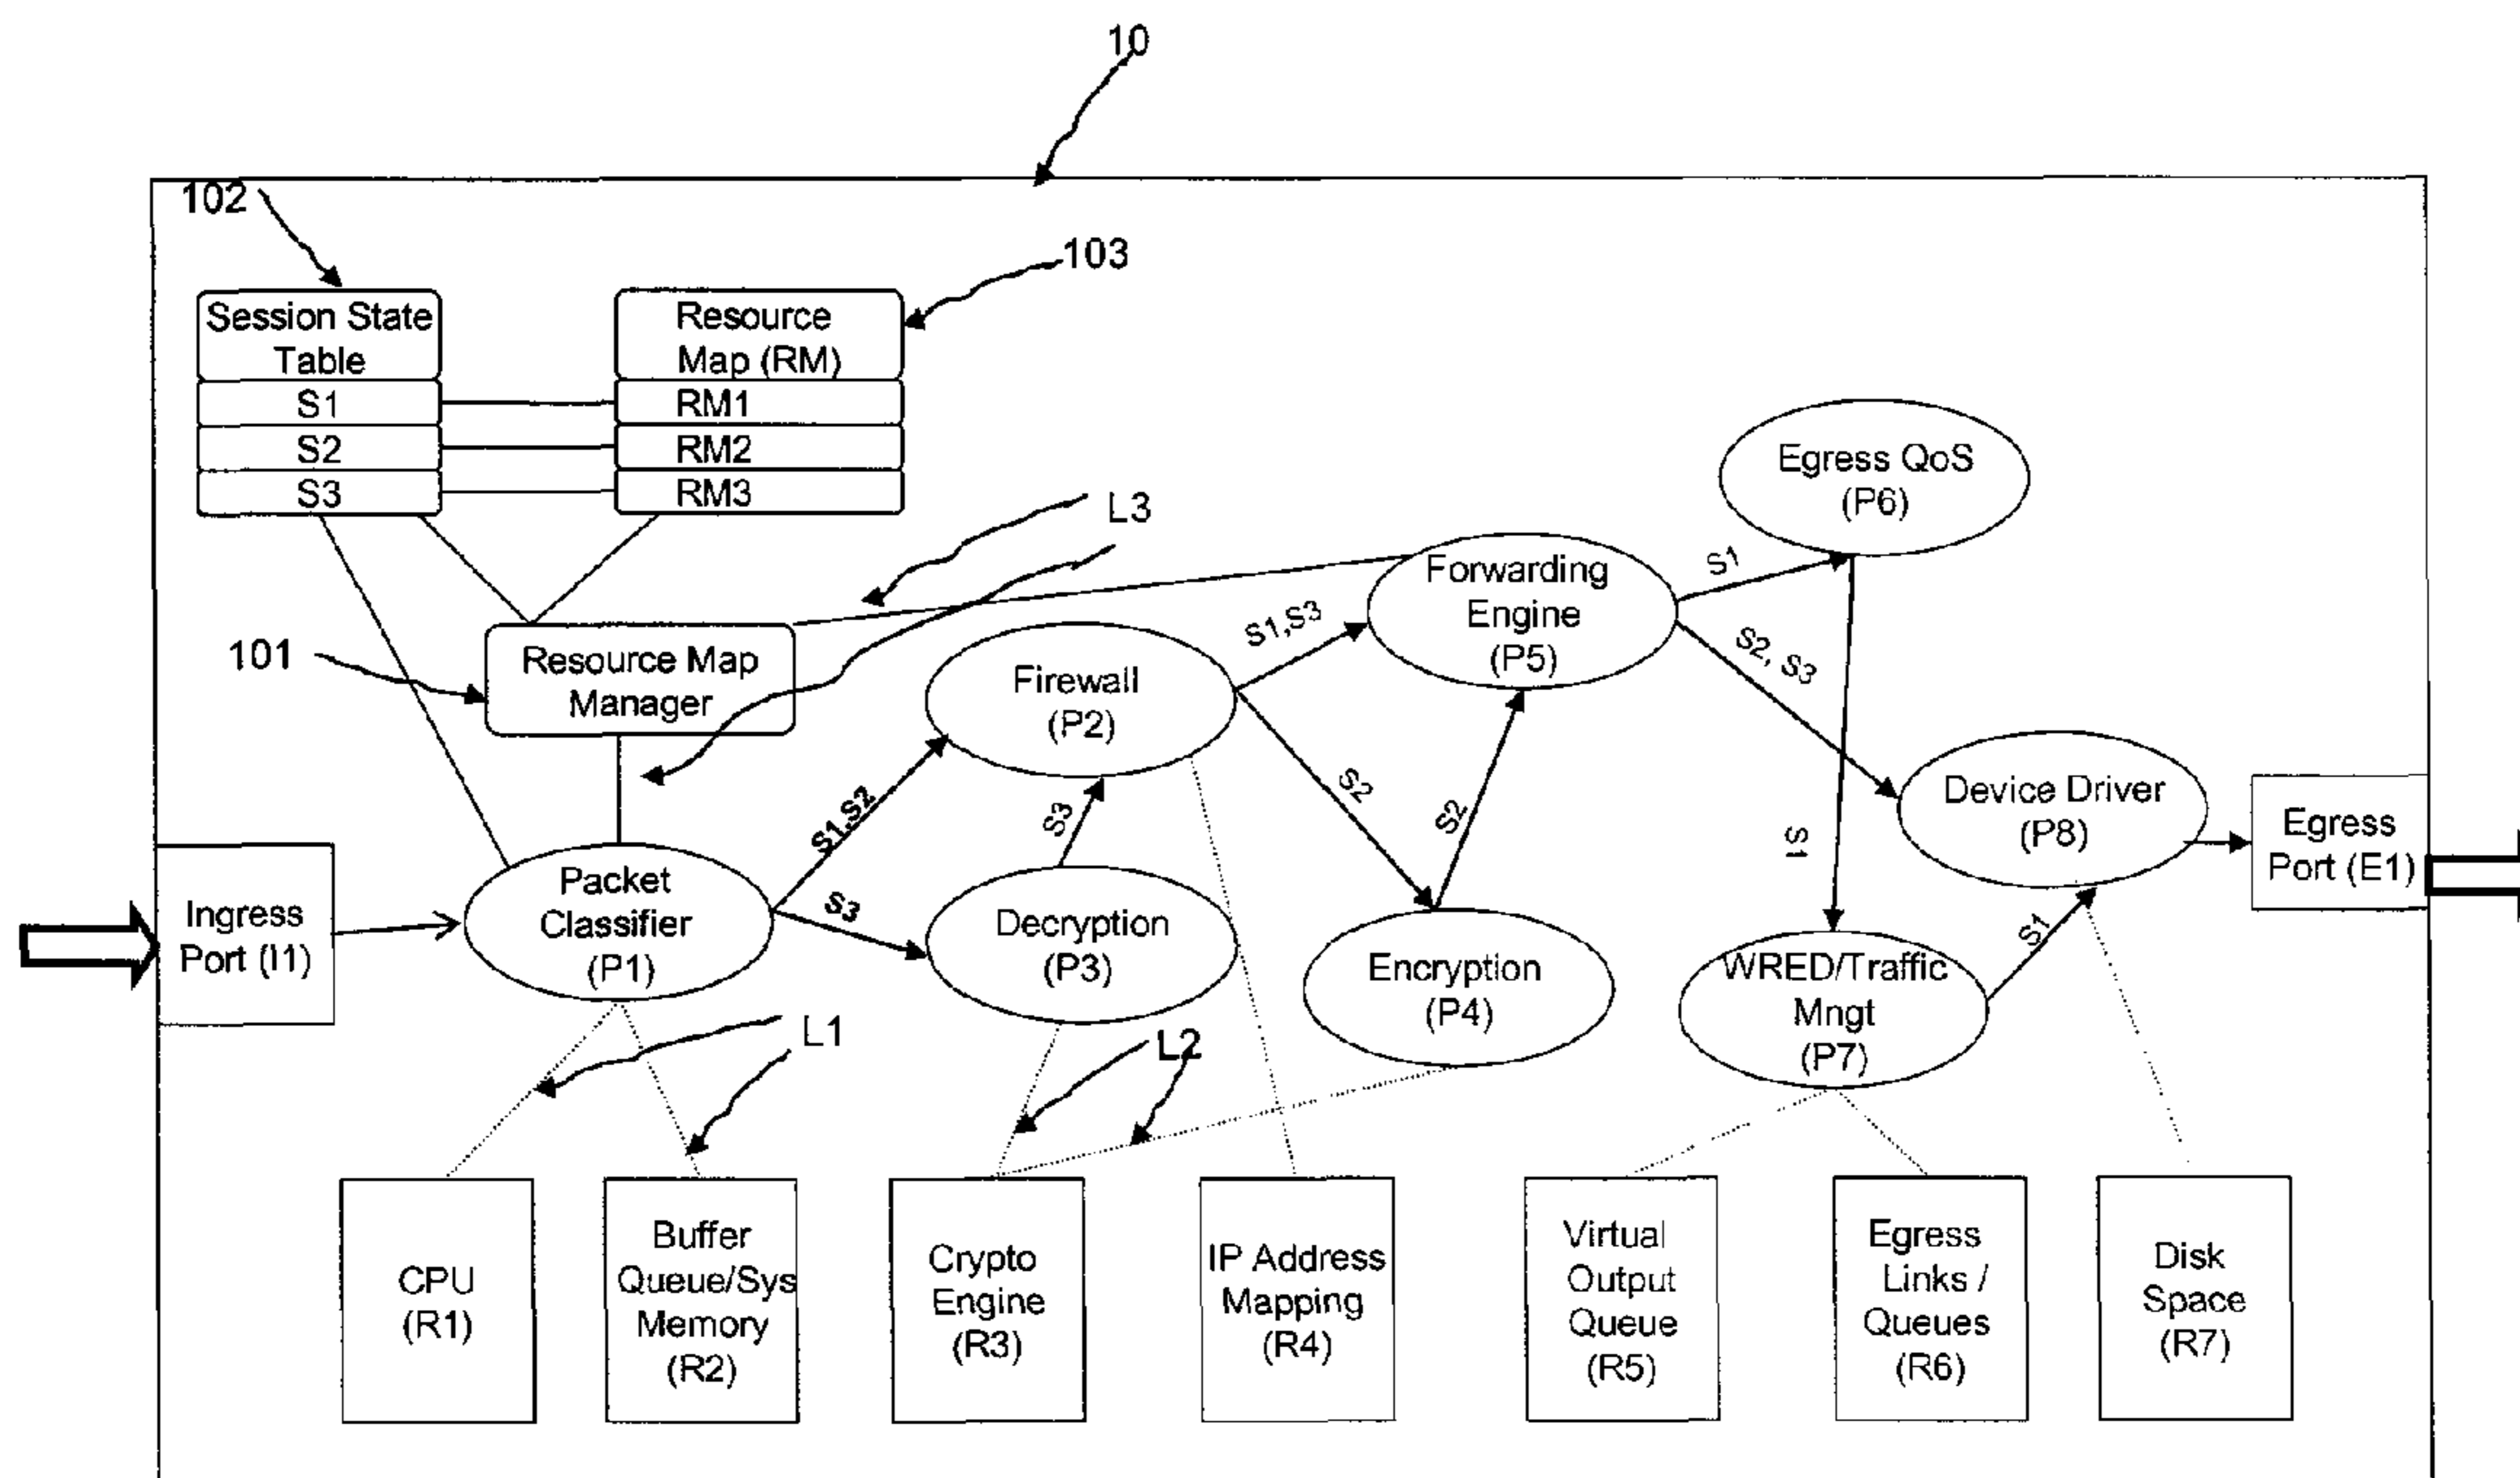 10
102
103
Session State
Table
S1
S2
S3
Resource
Map (RM)
RM1
RM2
RM3
L3
Egress QoS
(P6)
Forwarding
Engine
(P5)
S1
S1,S3
S2, S3
101
Resource Map
Manager
Firewall
(P2)
S1,S2
S3
S2
S2
S1
Device Driver
(P8)
Egress
Port (E1)
Ingress
Port (I1)
Packet
Classifier
(P1)
S3
Decryption
(P3)
Encryption
(P4)
WRED/Traffic
Mngt
(P7)
S1
L1
L2
CPU
(R1)
Buffer
Queue/Sys
Memory
(R2)
Crypto
Engine
(R3)
IP Address
Mapping
(R4)
Virtual
Output
Queue
(R5)
Egress
Links /
Queues
(R6)
Disk
Space
(R7)